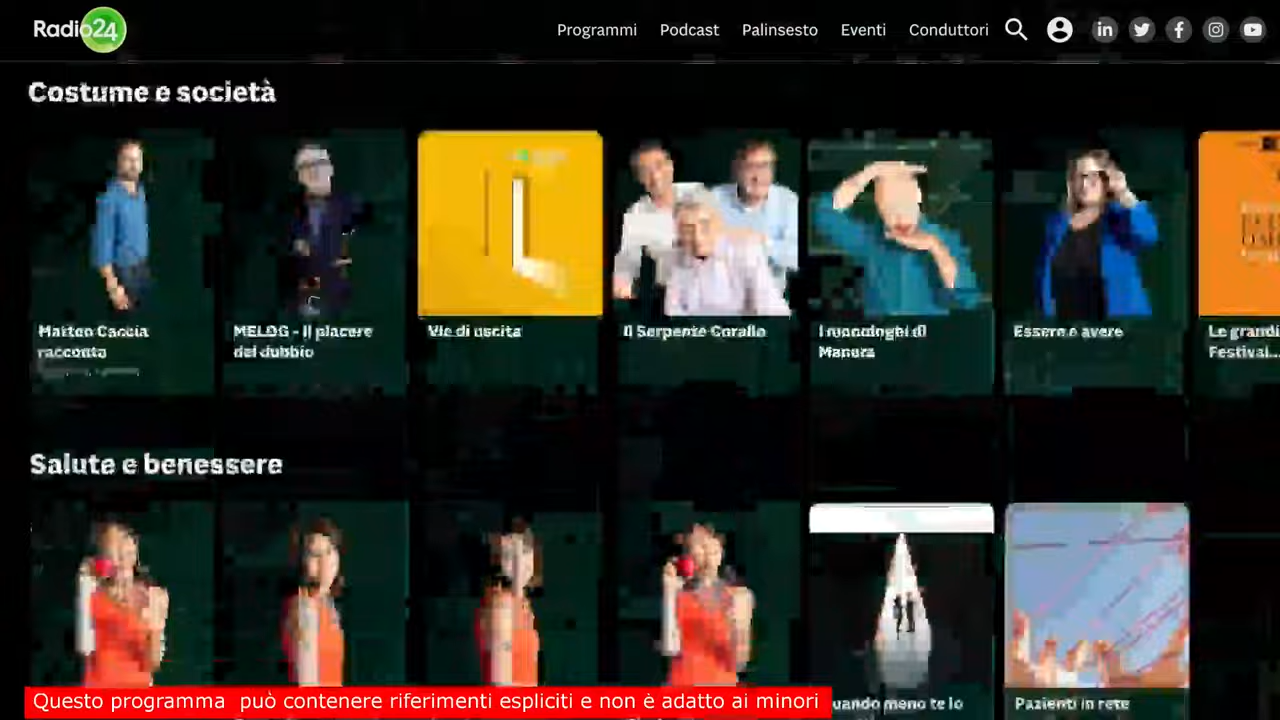 Radio24
Programmi
Podcast
Palinsesto
Eventi
Conduttori
Costume e società
Matteo Caccia
racconta
MELOG - Il piacere
del dubbio
Vie di uscita
Il Serpente Corallo
I monologhi di
Manera
Essere e avere
Le grandi
Festival...
Salute e benessere
Questo programma può contenere riferimenti espliciti e non è adatto ai minori
uando meno te lo
Pazienti in rete